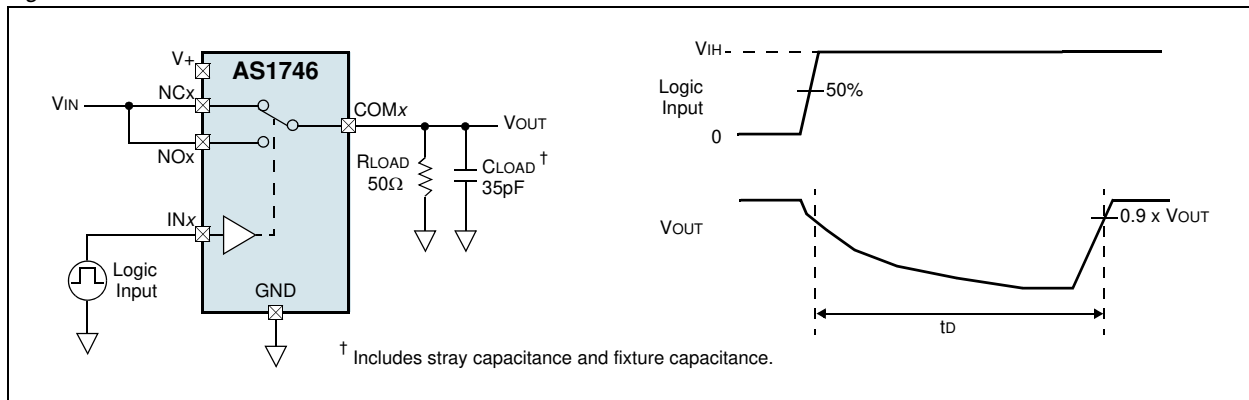 V+
AS1746
NCx
VIN
COMx
VOUT
NOx
RLOAD
50Ω
CLOAD †
35pF
INx
Logic
Input
GND
† Includes stray capacitance and fixture capacitance.
VIH
Logic
Input
50%
0
VOUT
0.9 x VOUT
tD